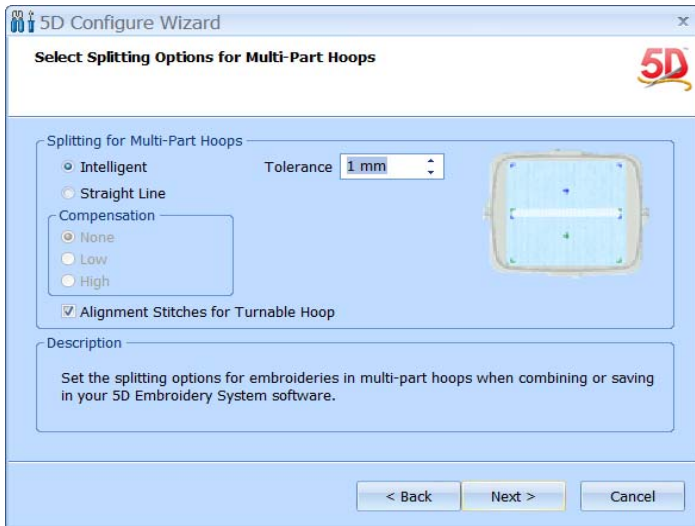 5D Configure Wizard
Select Splitting Options for Multi-Part Hoops
5D
Splitting for Multi-Part Hoops
Intelligent
Tolerance 1 mm
Straight Line
Compensation
None
Low
High
Alignment Stitches for Turnable Hoop
Description
Set the splitting options for embroideries in multi-part hoops when combining or saving
in your 5D Embroidery System software.
< Back
Next >
Cancel